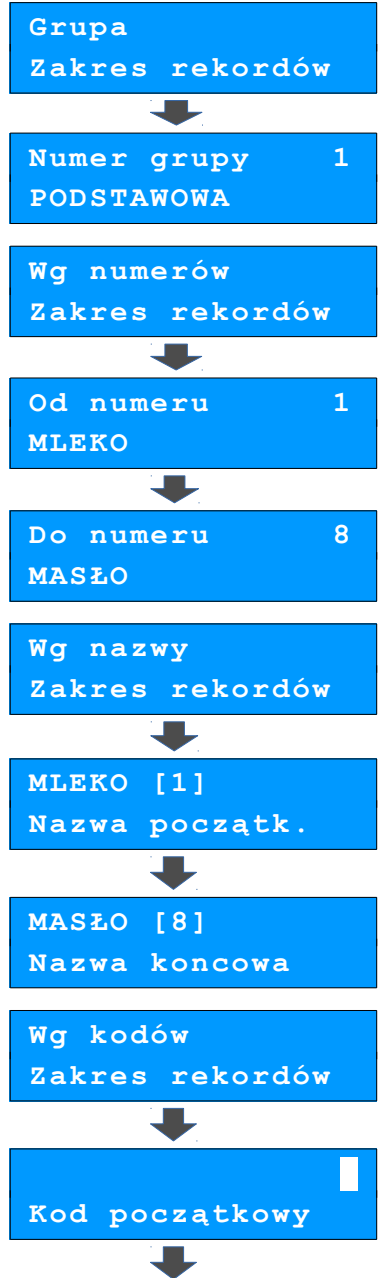 Grupa
Zakres rekordów
Numer grupy 1
PODSTAWOWA
Wg numerów
Zakres rekordów
Od numeru 1
MLEKO
Do numeru 8
MASŁO
Wg nazwy
Zakres rekordów
MLEKO [1]
Nazwa początk.
MASŁO [8]
Nazwa koncowa
Wg kodów
Zakres rekordów
Kod początkowy